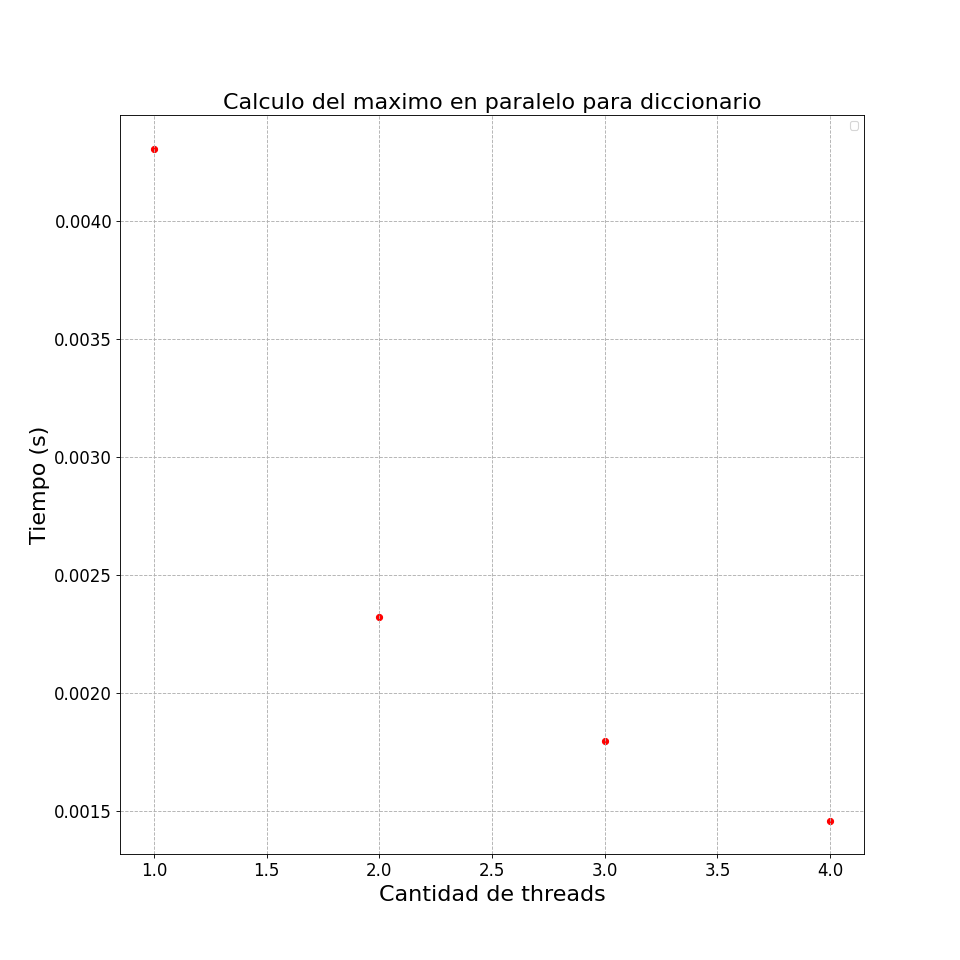 Calculo del maximo en paralelo para diccionario
0.0040
0.0035
0.0030
0.0025
0.0020
0.0015
Tiempo (s)
1.0 1.5 2.0 2.5 3.0 3.5 4.0
Cantidad de threads